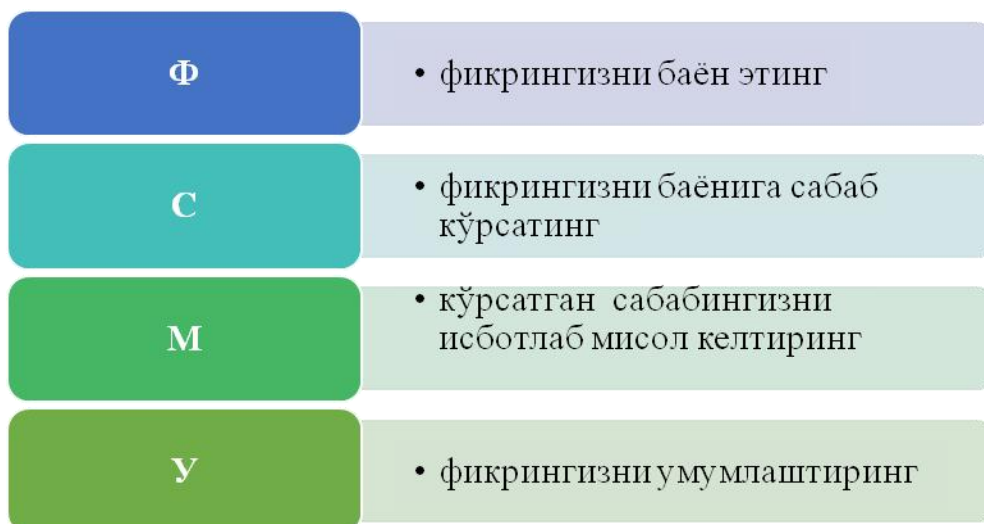 Ф
• фикрингизни баён этинг
С
• фикрингизни баёнига сабаб
кўрсатинг
М
• кўрсатган сабабингизни
исботлаб мисол келтиринг
У
• фикрингизни умумлаштиринг